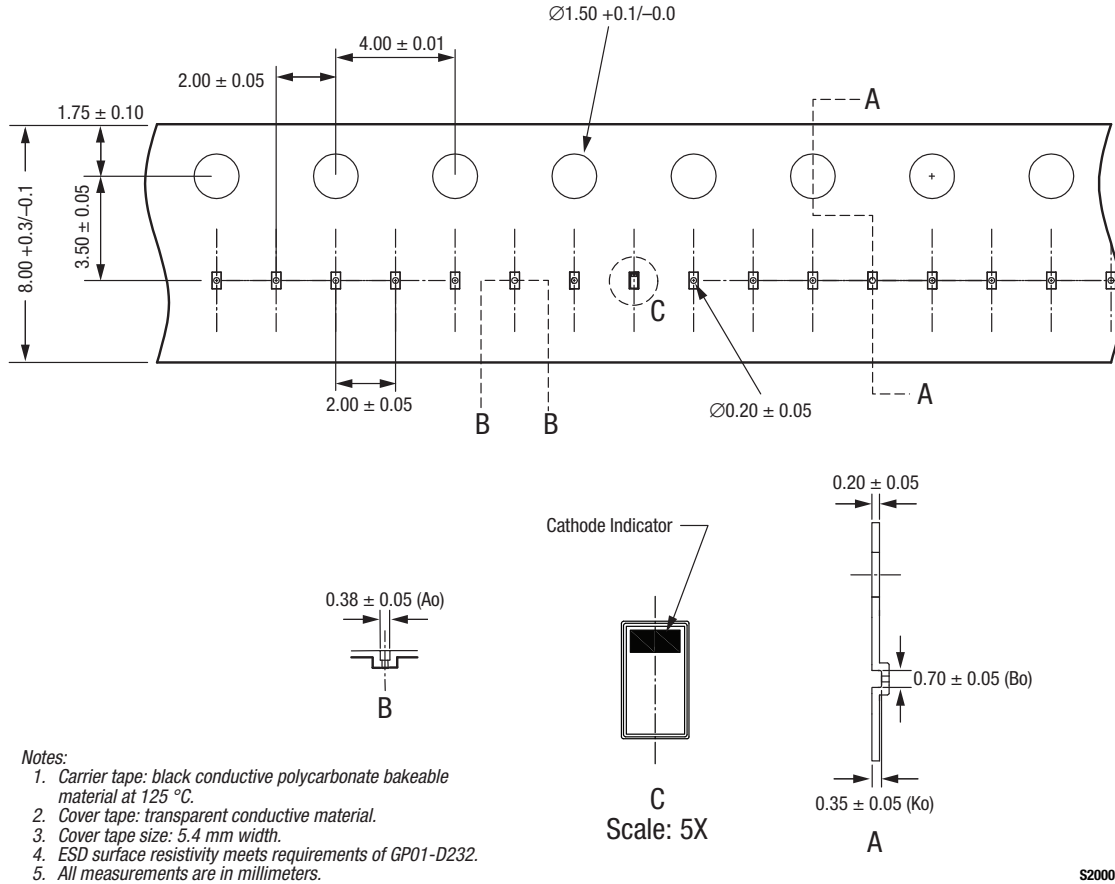 Ø1.50 +0.1/–0.0
4.00 ± 0.01
2.00 ± 0.05
1.75 ± 0.10
A
8.00 +0.3/–0.1
3.50 ± 0.05
C
2.00 ± 0.05
B
B
Ø0.20 ± 0.05
A
0.20 ± 0.05
Cathode Indicator
0.38 ± 0.05 (Ao)
0.70 ± 0.05 (Bo)
B
Notes:
1. Carrier tape: black conductive polycarbonate bakeable
material at 125 °C.
2. Cover tape: transparent conductive material.
3. Cover tape size: 5.4 mm width.
4. ESD surface resistivity meets requirements of GP01-D232.
5. All measurements are in millimeters.
C
Scale: 5X
0.35 ± 0.05 (Ko)
A
S2000